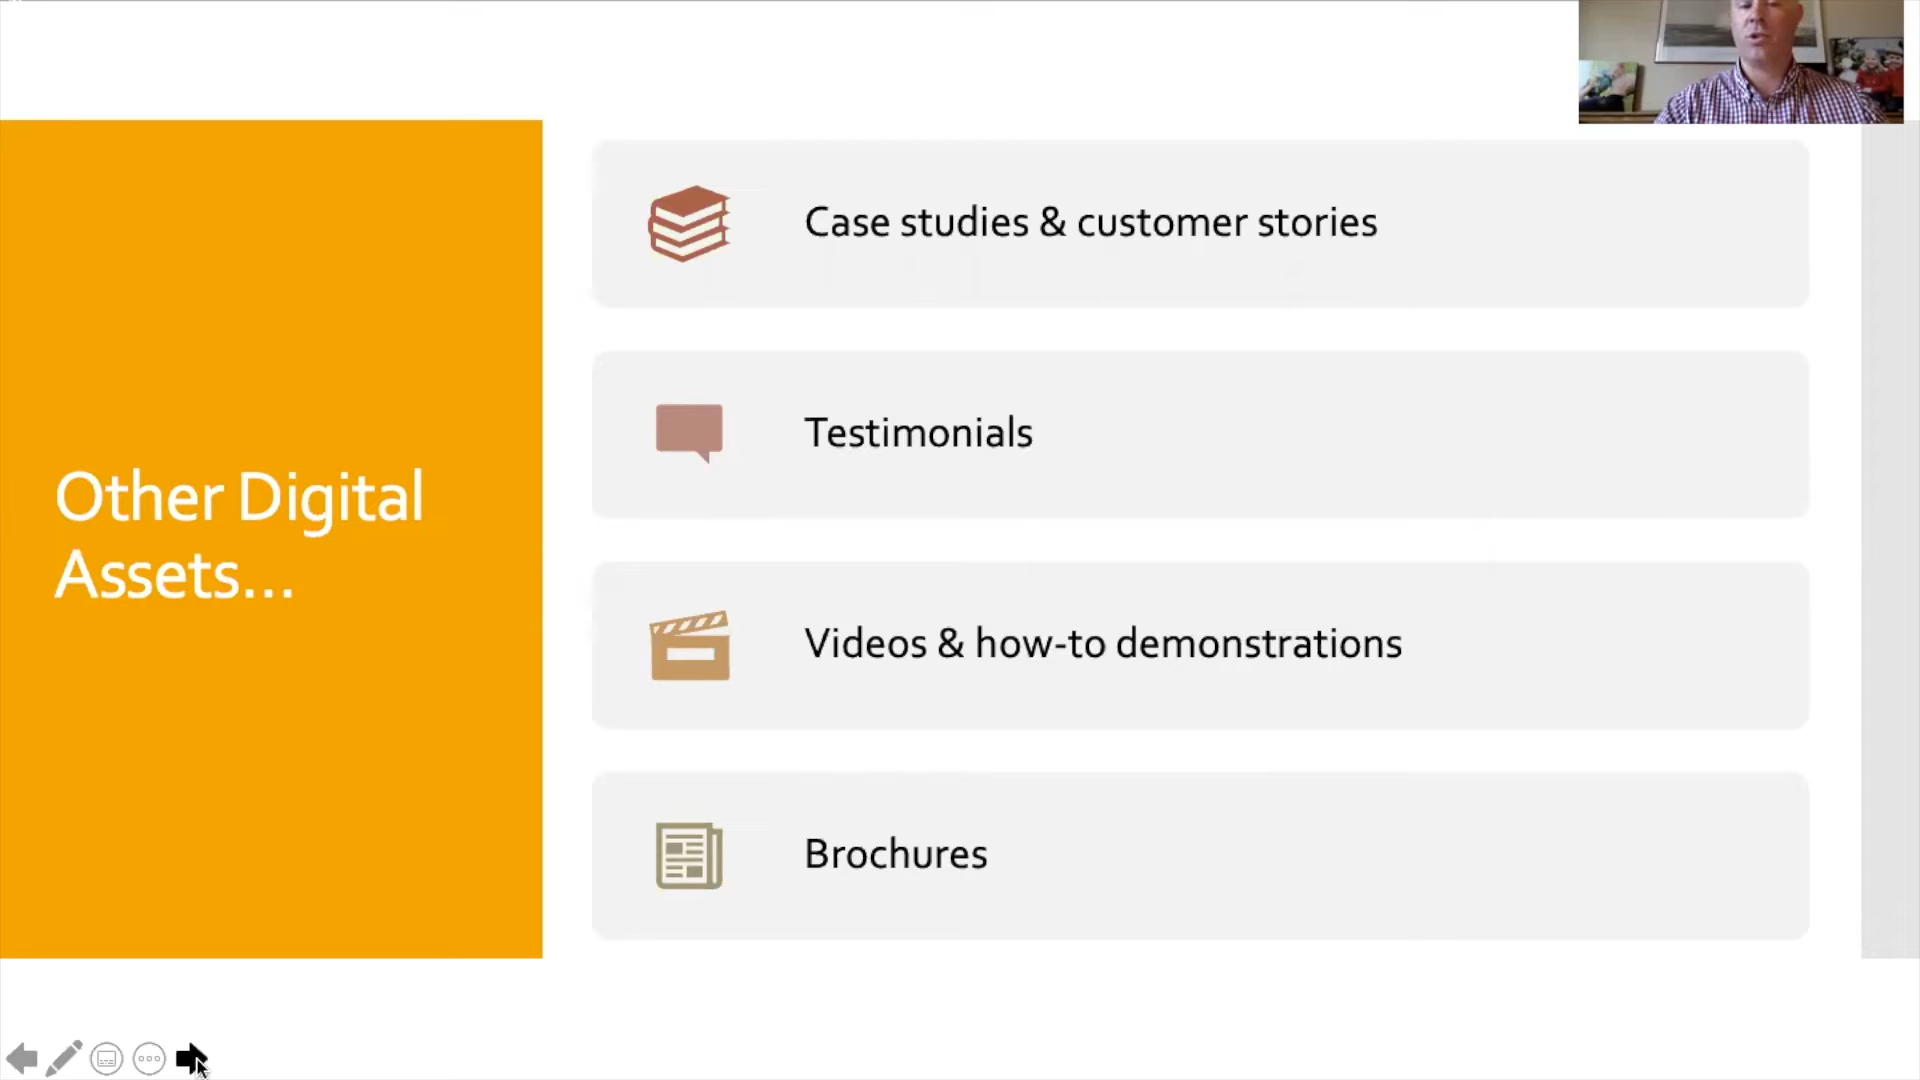 Other Digital
Assets...
Case studies & customer stories
Testimonials
Videos & how-to demonstrations
Brochures